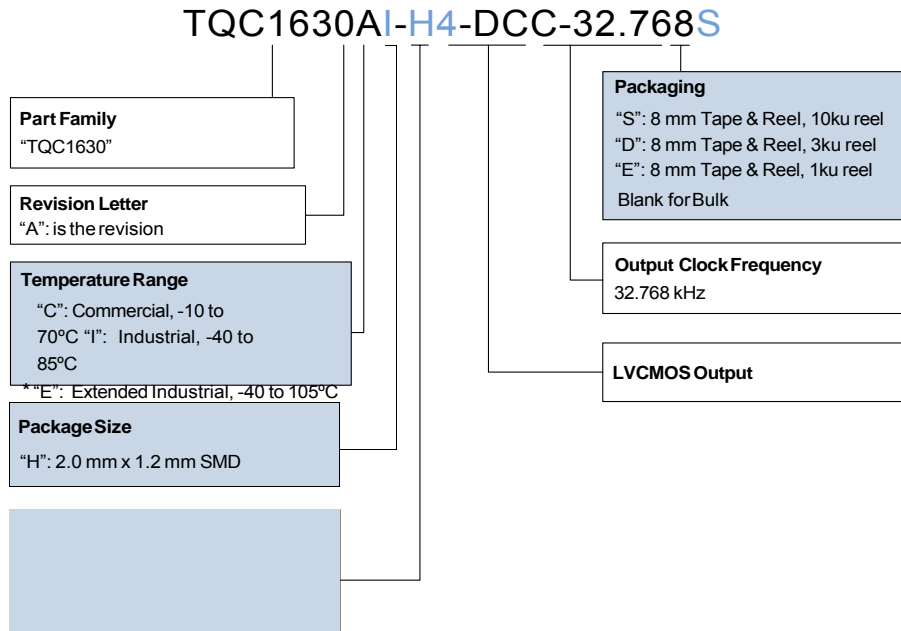 TQC1630AI-H4-DCC-32.768S
Part Family
“TQC1630”
Revision Letter
“A”: is the revision
Temperature Range
“C”: Commercial, -10 to
70ºC “I”: Industrial, -40 to
85ºC
* “E”: Extended Industrial, -40 to 105ºC
Package Size
“H”: 2.0 mm x 1.2 mm SMD
Packaging
“S”: 8 mm Tape & Reel, 10ku reel
“D”: 8 mm Tape & Reel, 3ku reel
“E”: 8 mm Tape & Reel, 1ku reel
Blank for Bulk
Output Clock Frequency
32.768 kHz
LVCMOS Output